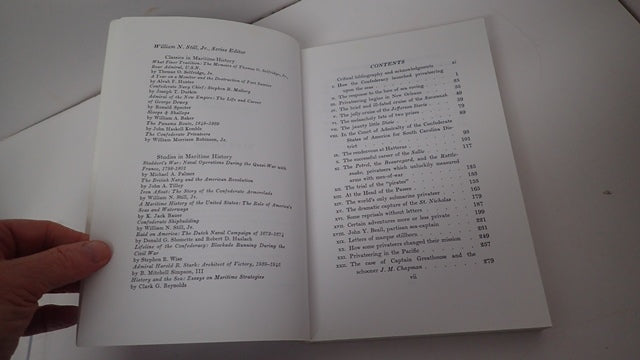 William N. Still, Jr., Series Editor
Classics in Maritime History
What Finer Tradition: The Memoirs of Thomas O. Selfridge, Jr.,
Rear Admiral, U.S.N.
by Thomas O. Selfridge, Jr.
A Year on a Monitor and the Destruction of Fort Sumter
by Alvah F. Hunter
Confederate Navy Chief: Stephen R. Mallory
by Joseph T. Durkin
Admiral of the New Empire: The Life and Career
of George Dewey
by Ronald Spector
Sloops & Shallops
by William A. Baker
The Panama Route, 1848-1869
by John Haskell Kemble
The Confederate Privateers
by William Morrison Robinson, Jr.
Studies in Maritime History
Stoddert's War: Naval Operations During the Quasi-War with
France, 1798-1801
by Michael A. Palmer
The British Navy and the American Revolution
by John A. Tilley
Iron Afloat: The Story of the Confederate Armorclads
by William N. Still, Jr.
A Maritime History of the United States: The Role of America's
Seas and Waterways
by K. Jack Bauer
Confederate Shipbuilding
by William N. Still, Jr.
Raid on America: The Dutch Naval Campaign of 1672-1674
by Donald G. Shomette and Robert D. Haslach
Lifeline of the Confederacy: Blockade Running During the
Civil War
by Stephen R. Wise
Admiral Harold R. Stark: Architect of Victory, 1939-1945
by B. Mitchell Simpson, III
History and the Sea: Essays on Maritime Strategies
by Clark G. Reynolds
CONTENTS
Critical bibliography and acknowledgments xi
I. How the Confederacy launched privateering
upon the seas 1
II. The response to the lure of sea roving
III. Privateering begins in New Orleans
IV. The brief and ill-fated cruise of the Savannah 49
V. The jolly cruise of the Jefferson Davis
VI. The melancholy fate of two prizes
VII. The jaunty little Dixie
VIII. In the Court of Admiralty of the Confederate
States of America for South Carolina Dis-
trict
IX. The rendezvous at Hatteras 101
X. The successful career of the Sallie
XI. The Petrel, the Beauregard, and the Rattle-
snake, privateers which unluckily measured
arms with men-of-war
XII. The trial of the "pirates"
XIII. At the Head of the Passes
XIV. The world's only submarine privateer 165
XV. The dramatic capture of the St. Nicholas
XVI. Some reprisals without letters 187
XVII. Certain adventures more or less private 199
XVIII. John Y. Beall, partisan sea-captain
XIX. Letters of marque stillborn
XX. How some privateers changed their mission
XXI. Privateering in the Pacific
XXII. The case of Captain Greathouse and the
schooner J. M. Chapman 279
vii